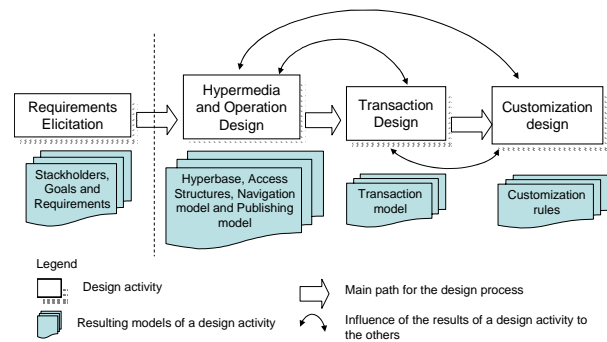 Requirements
Elicitation
Hypermedia
and Operation
Design
Transaction
Design
Customization
design
Stackholders,
Goals and
Requirements
Hyperbase, Access
Structures, Navigation
model and Publishing
model
Transaction
model
Customization
rules
Legend
Design activity
Main path for the design process
Resulting models of a design activity
Influence of the results of a design activity to
the others